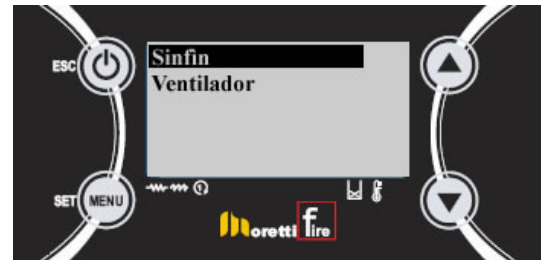 ESC
Sinfin
Ventilador
SET MENU
Moretti fire